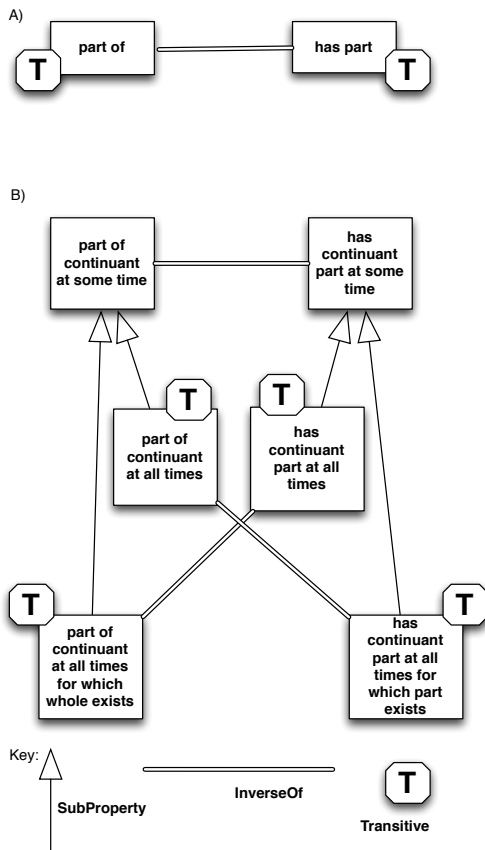 A)
part of
has part
T
T
B)
part of
continuant
at some time
has
continuant
part at some
time
T
T
part of
continuant
at all times
has
continuant
part at all
times
T
T
part of
continuant
at all times
for which
whole exists
has
continuant
part at all
times for
which part
exists
Key:
SubProperty
InverseOf
T
Transitive